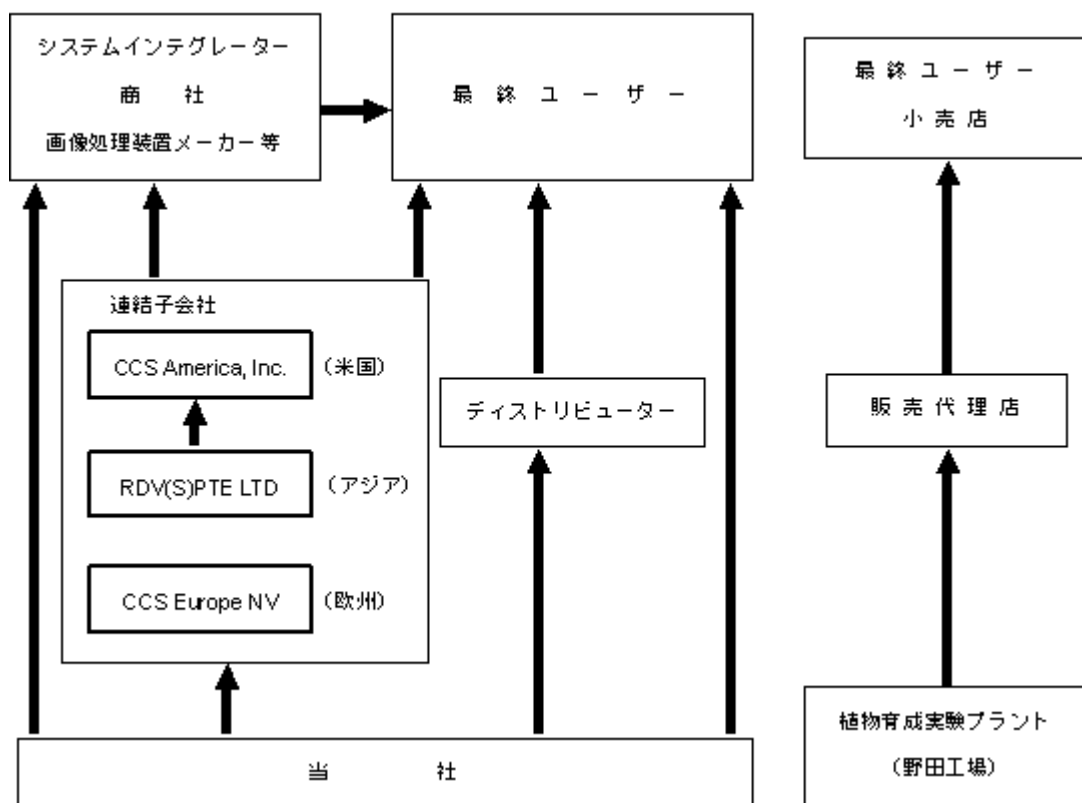 システムインテグレーター
商社
画像処理装置メーカー等
最終ユーザー
最終ユーザー
小売店
連結子会社
CCS America, Inc. (米国)
RDV(S)PTE LTD (アジア)
CCS Europe NV (欧州)
ディストリビューター
販売代理店
当社
植物育成実験プラント
(野田工場)